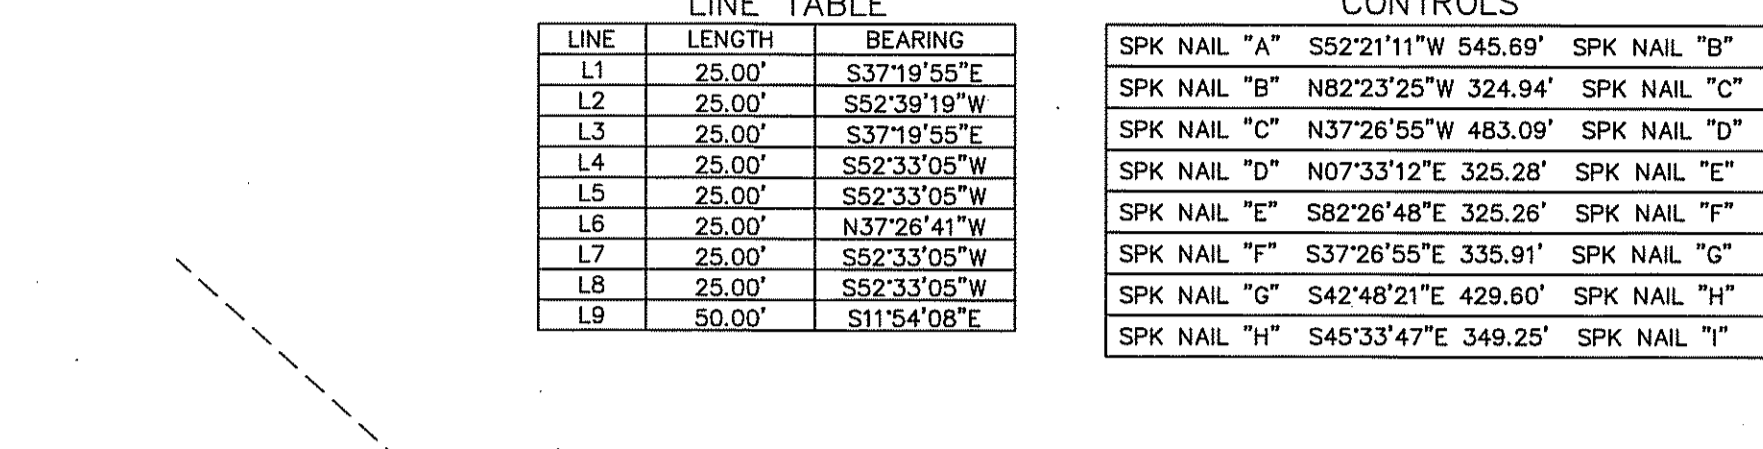 LINE TABLE
LINE LENGTH BEARING
L1 25.00' S37°19'55"E
L2 25.00' S52°39'19"W
L3 25.00' S37°19'55"E
L4 25.00' S52°33'05"W
L5 25.00' S52°33'05"W
L6 25.00' N37°26'41"W
L7 25.00' S52°33'05"W
L8 25.00' S52°33'05"W
L9 50.00' S11°54'08"E
CONTROLS
SPK NAIL "A" S52°21'11"W 545.69' SPK NAIL "B"
SPK NAIL "B" N82°23'25"W 324.94' SPK NAIL "C"
SPK NAIL "C" N37°26'55"W 483.09' SPK NAIL "D"
SPK NAIL "D" N07°33'12"E 325.28' SPK NAIL "E"
SPK NAIL "E" S82°26'48"E 325.26' SPK NAIL "F"
SPK NAIL "F" S37°26'55"E 335.91' SPK NAIL "G"
SPK NAIL "G" S42°48'21"E 429.60' SPK NAIL "H"
SPK NAIL "H" S45°33'47"E 349.25' SPK NAIL "I"